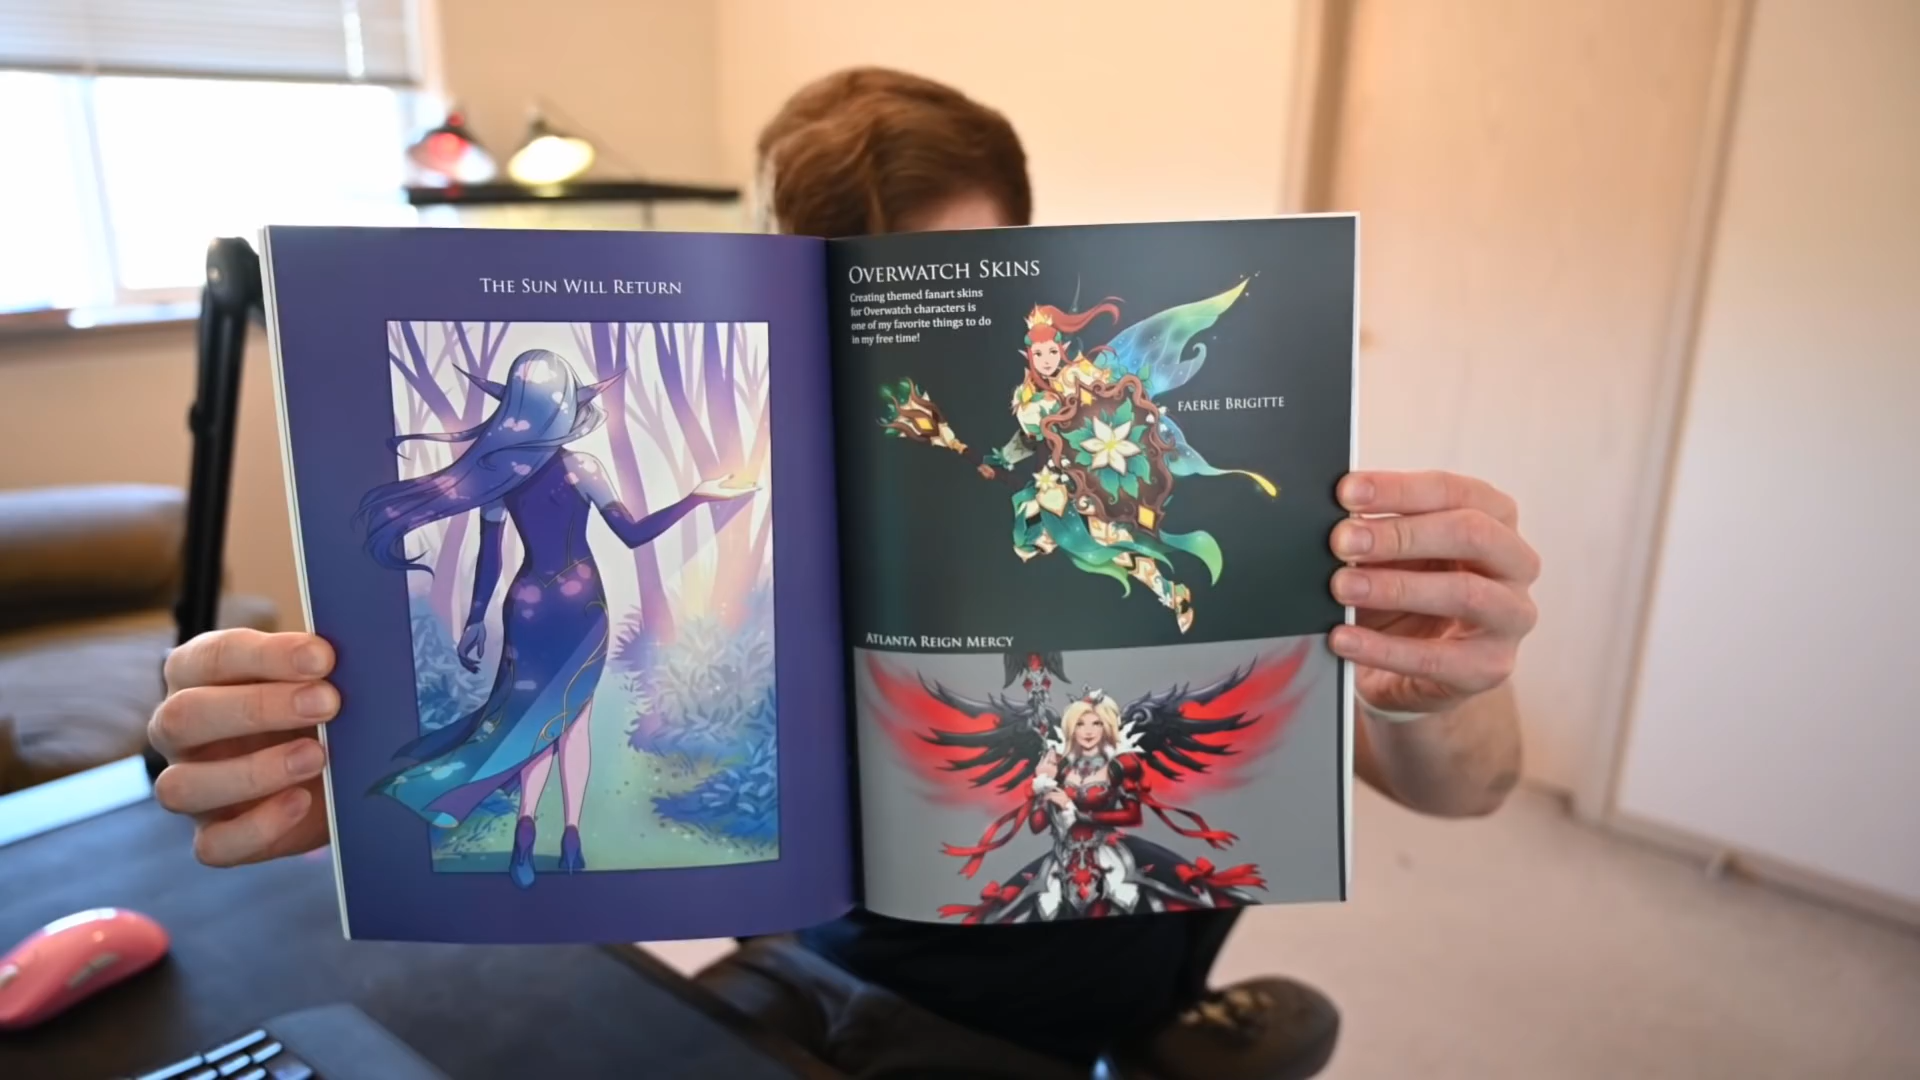 The Sun Will Return
Overwatch Skins
Creating themed fanart skins
for Overwatch characters is
one of my favorite things to do
in my free time!
Faerie Brigitte
Atlanta Reign Mercy